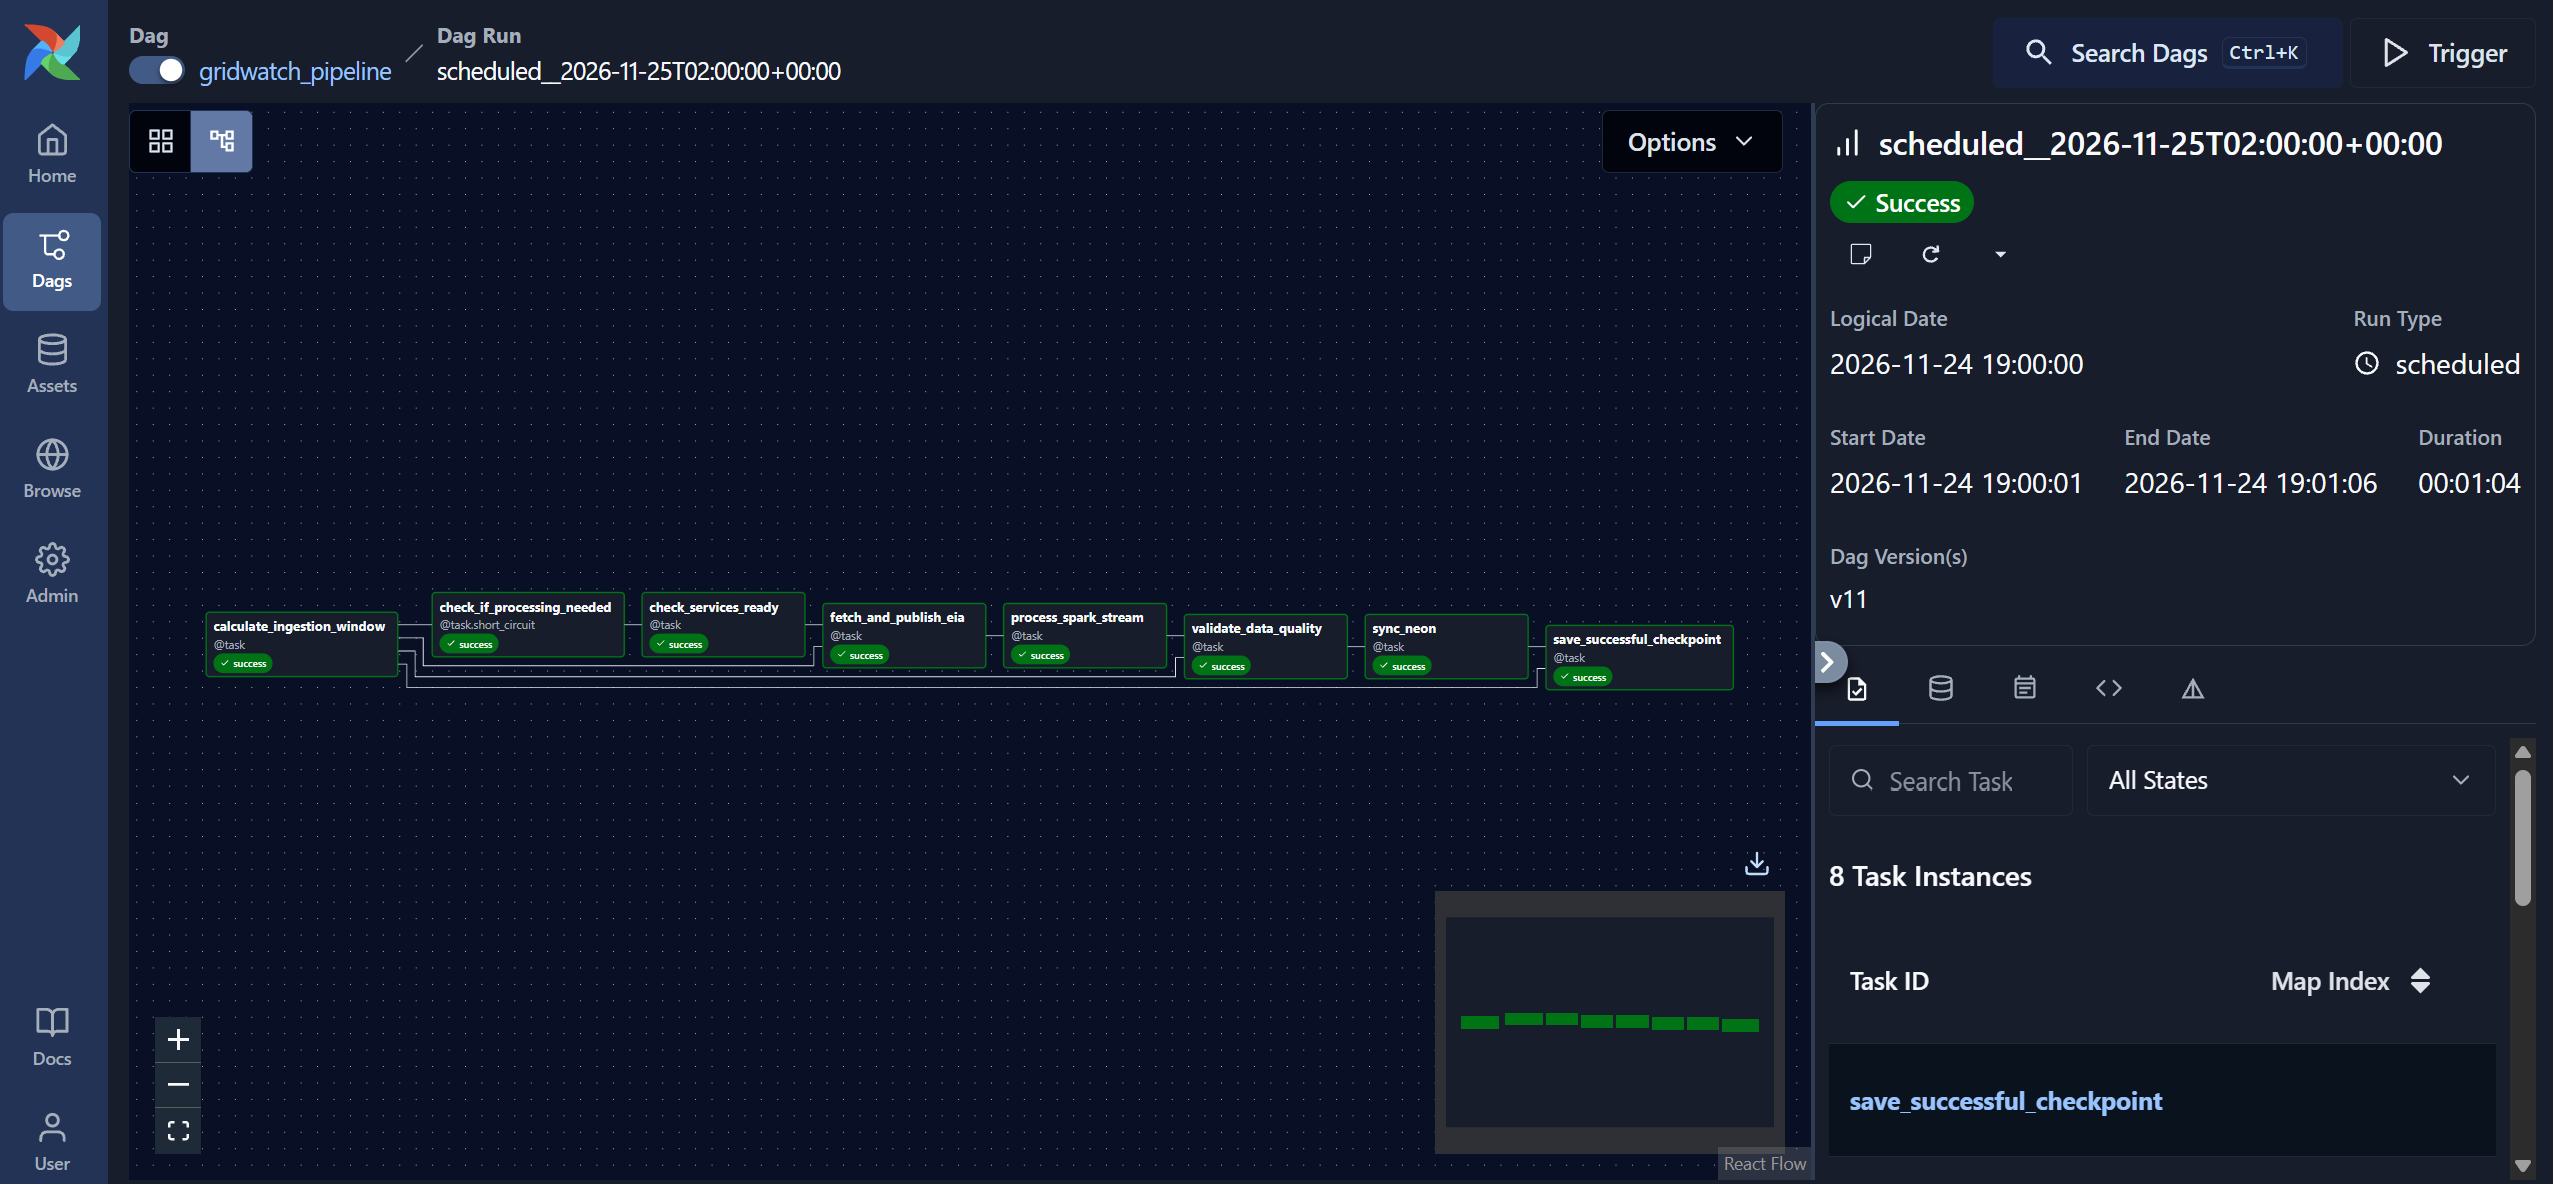 Dag
gridwatch_pipeline
Dag Run
scheduled__2026-11-25T02:00:00+00:00
Search Dags
Ctrl+K
Trigger
Home
Dags
Assets
Browse
Admin
Docs
User
Options
calculate_ingestion_window
@task
success
check_if_processing_needed
@task.short_circuit
success
check_services_ready
@task
success
fetch_and_publish_eia
@task
success
process_spark_stream
@task
success
validate_data_quality
@task
success
sync_neon
@task
success
save_successful_checkpoint
@task
success
React Flow
scheduled__2026-11-25T02:00:00+00:00
Success
Logical Date
Run Type
2026-11-24 19:00:00
scheduled
Start Date
End Date
Duration
2026-11-24 19:00:01
2026-11-24 19:01:06
00:01:04
Dag Version(s)
v11
Search Task
All States
8 Task Instances
Task ID
Map Index
save_successful_checkpoint